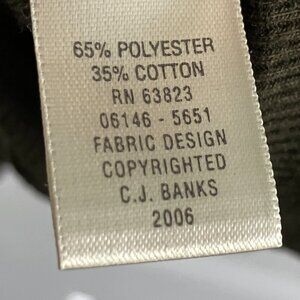 65% POLYESTER
35% COTTON
RN 63823
06146 - 5651
FABRIC DESIGN
COPYRIGHTED
C.J. BANKS
2006